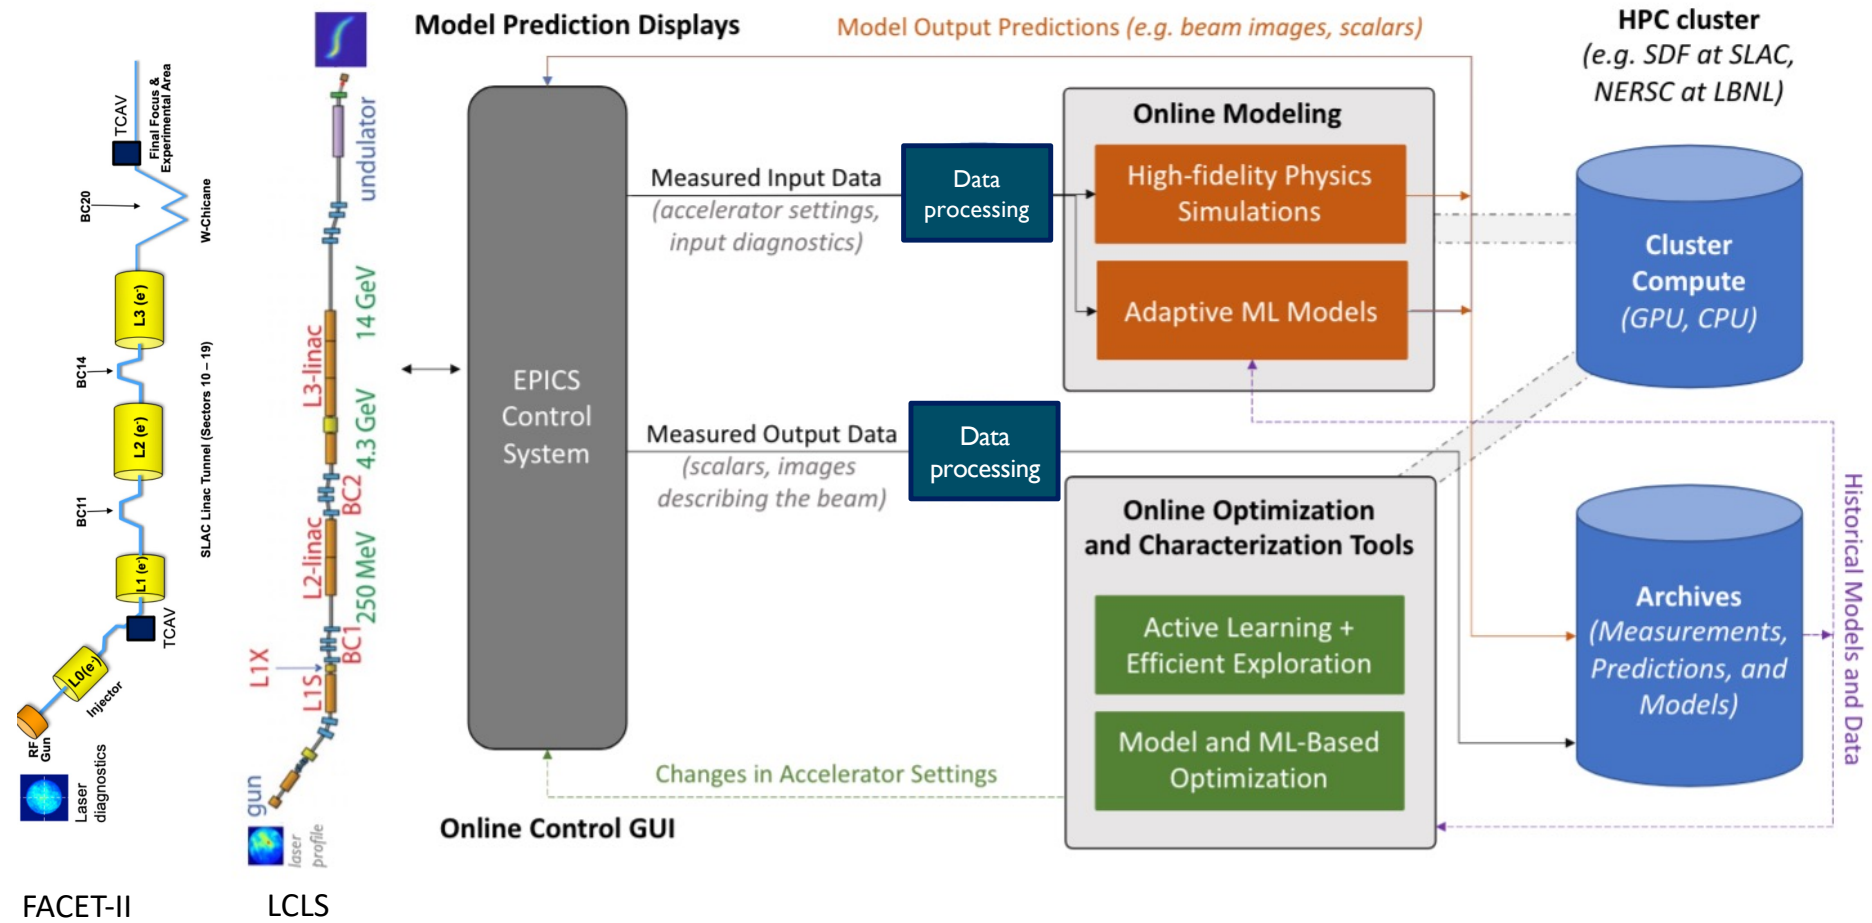 Model Prediction Displays
Model Output Predictions (e.g. beam images, scalars)
HPC cluster
(e.g. SDF at SLAC,
NERSC at LBNL)
TCAV
Final Focus &
Experimental Area
BC20
W-Chicane
L3 (e-)
BC14
L2 (e-)
BC11
SLAC Linac Tunnel (Sectors 10 – 19)
L1 (e-)
TCAV
L0(e-)
Injector
RF
Gun
Laser
diagnostics
FACET-II
undulator
14 GeV
L3-linac
4.3 GeV
BC2
L2-linac
250 MeV
BC1
L1X
L1S
gun
laser
profile
LCLS
EPICS
Control
System
Measured Input Data
(accelerator settings,
input diagnostics)
Data
processing
Online Modeling
High-fidelity Physics
Simulations
Adaptive ML Models
Cluster
Compute
(GPU, CPU)
Measured Output Data
(scalars, images
describing the beam)
Data
processing
Online Optimization
and Characterization Tools
Active Learning +
Efficient Exploration
Model and ML-Based
Optimization
Archives
(Measurements,
Predictions, and
Models)
Historical Models and Data
Changes in Accelerator Settings
Online Control GUI